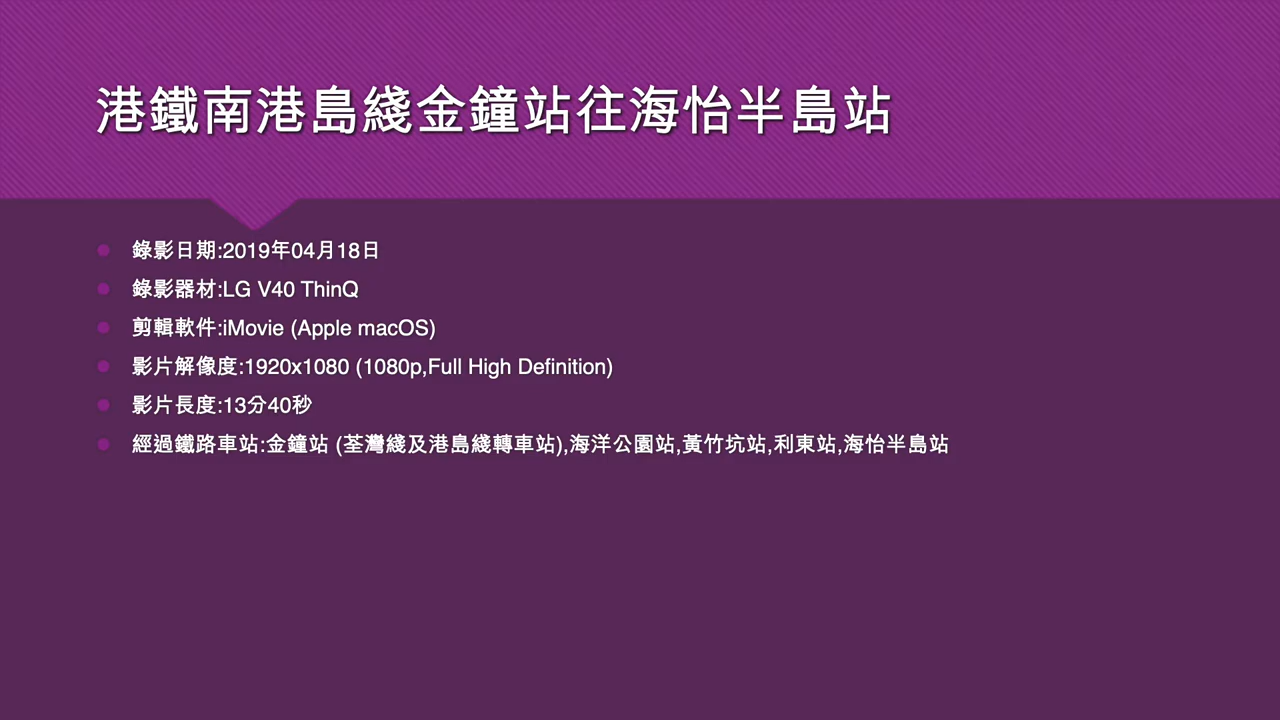 港鐵南港島綫金鐘站往海怡半島站
錄影日期:2019年04月18日
錄影器材:LG V40 ThinQ
剪輯軟件:iMovie (Apple macOS)
影片解像度:1920x1080 (1080p,Full High Definition)
影片長度:13分40秒
經過鐵路車站:金鐘站 (荃灣綫及港島綫轉車站),海洋公園站,黃竹坑站,利東站,海怡半島站